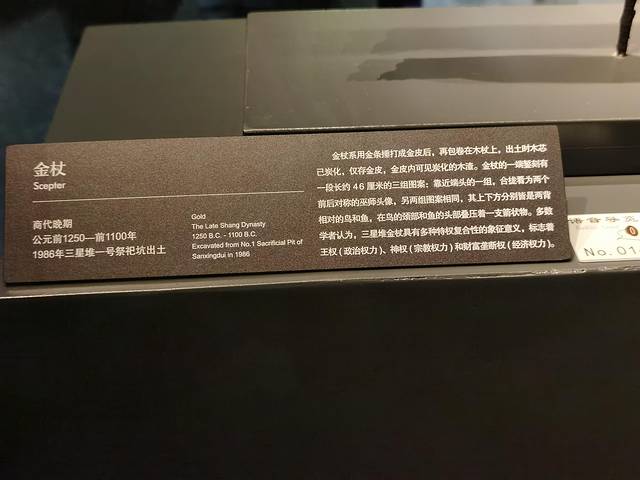 金杖
Scepter
商代晚期
公元前1250—前1100年
1986年三星堆一号祭祀坑出土
Gold
The Late Shang Dynasty
1250 B.C. - 1100 B.C.
Excavated from No.1 Sacrificial Pit of
Sanxingdui in 1986
金杖系用金条捶打成金皮后，再包卷在木杖上，出土时木芯
已炭化，仅存金皮，金皮内可见炭化的木渣。金杖的一端錾刻有
一段长约 46 厘米的三组图案：靠近端头的一组，合拢看为两个
前后对称的巫师头像，另两组图案相同，其上下方分别皆是两背
相对的鸟和鱼，在鸟的颈部和鱼的头部叠压着一支箭状物。多数
学者认为，三星堆金杖具有多种特权复合性的象征意义，标志着
王权（政治权力）、神权（宗教权力）和财富垄断权（经济权力）。
语音导览
No.01